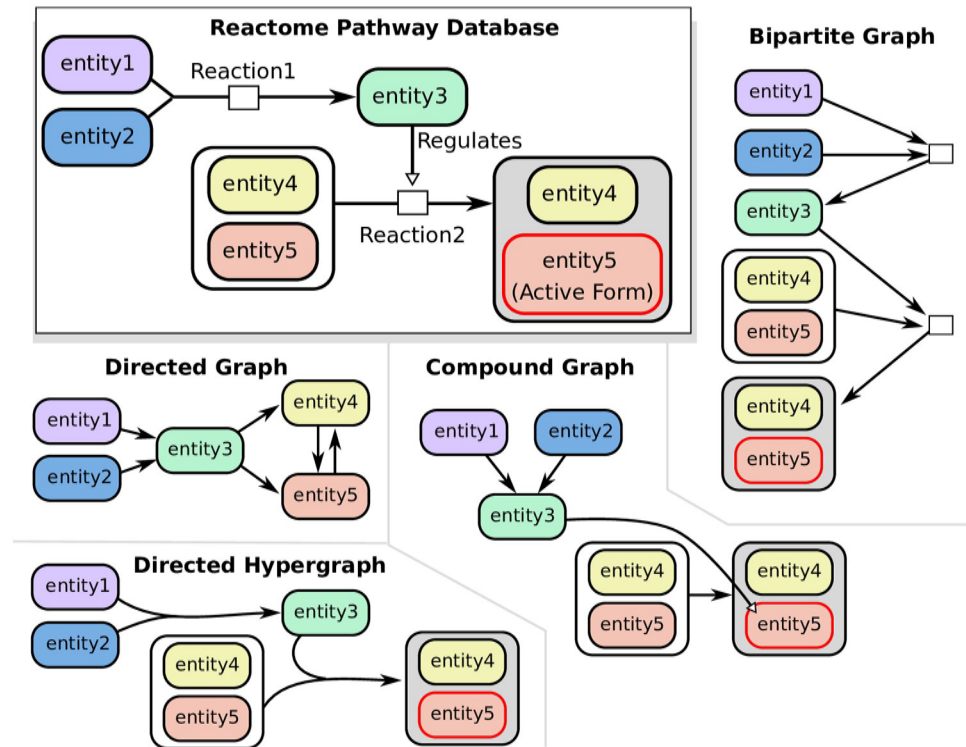 Reactome Pathway Database
entity1
Reaction1
entity3
entity2
Regulates
entity4
entity4
entity5
Reaction2
entity5
(Active Form)
Bipartite Graph
entity1
entity2
entity3
entity4
entity5
entity4
entity5
Directed Graph
entity1
entity4
entity3
entity2
entity5
Compound Graph
entity1
entity2
entity3
entity4
entity4
entity5
entity5
Directed Hypergraph
entity1
entity3
entity2
entity4
entity4
entity5
entity5